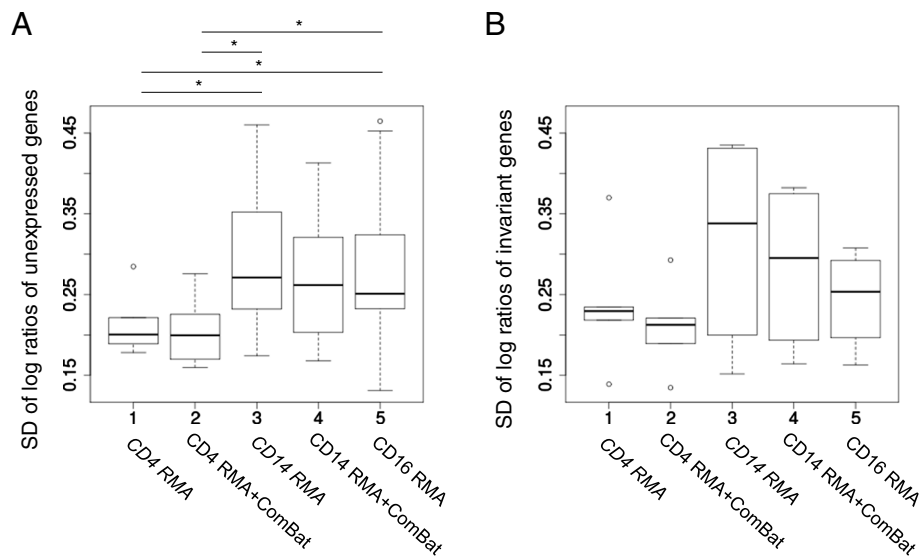 A
*
*
*
*
SD of log ratios of unexpressed genes
0.45
0.35
0.25
0.15
1 2 3 4 5
CD4 RMA
CD4 RMA+ComBat
CD14 RMA
CD14 RMA+ComBat
CD16 RMA
B
SD of log ratios of invariant genes
0.45
0.35
0.25
0.15
1 2 3 4 5
CD4 RMA
CD4 RMA+ComBat
CD14 RMA
CD14 RMA+ComBat
CD16 RMA